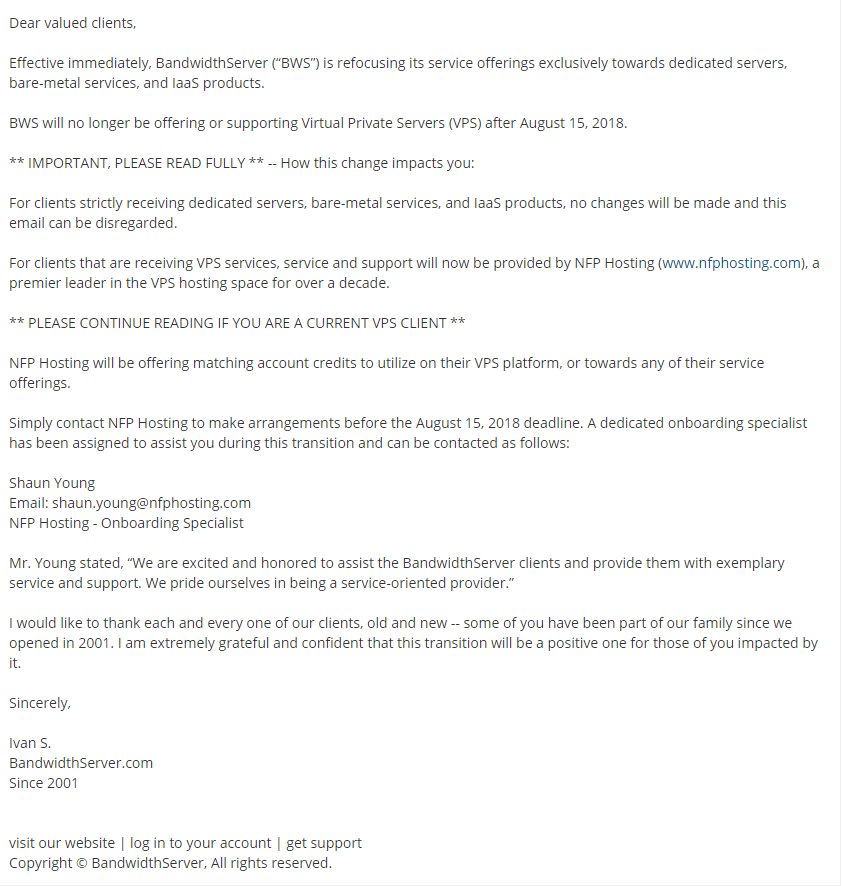 Dear valued clients,
Effective immediately, BandwidthServer (“BWS”) is refocusing its service offerings exclusively towards dedicated servers,
bare-metal services, and IaaS products.
BWS will no longer be offering or supporting Virtual Private Servers (VPS) after August 15, 2018.
** IMPORTANT, PLEASE READ FULLY ** -- How this change impacts you:
For clients strictly receiving dedicated servers, bare-metal services, and IaaS products, no changes will be made and this
email can be disregarded.
For clients that are receiving VPS services, service and support will now be provided by NFP Hosting (www.nfphosting.com), a
premier leader in the VPS hosting space for over a decade.
** PLEASE CONTINUE READING IF YOU ARE A CURRENT VPS CLIENT **
NFP Hosting will be offering matching account credits to utilize on their VPS platform, or towards any of their service
offerings.
Simply contact NFP Hosting to make arrangements before the August 15, 2018 deadline. A dedicated onboarding specialist
has been assigned to assist you during this transition and can be contacted as follows:
Shaun Young
Email: shaun.young@nfphosting.com
NFP Hosting - Onboarding Specialist
Mr. Young stated, “We are excited and honored to assist the BandwidthServer clients and provide them with exemplary
service and support. We pride ourselves in being a service-oriented provider.”
I would like to thank each and every one of our clients, old and new -- some of you have been part of our family since we
opened in 2001. I am extremely grateful and confident that this transition will be a positive one for those of you impacted by
it.
Sincerely,
Ivan S.
BandwidthServer.com
Since 2001
visit our website | log in to your account | get support
Copyright © BandwidthServer, All rights reserved.